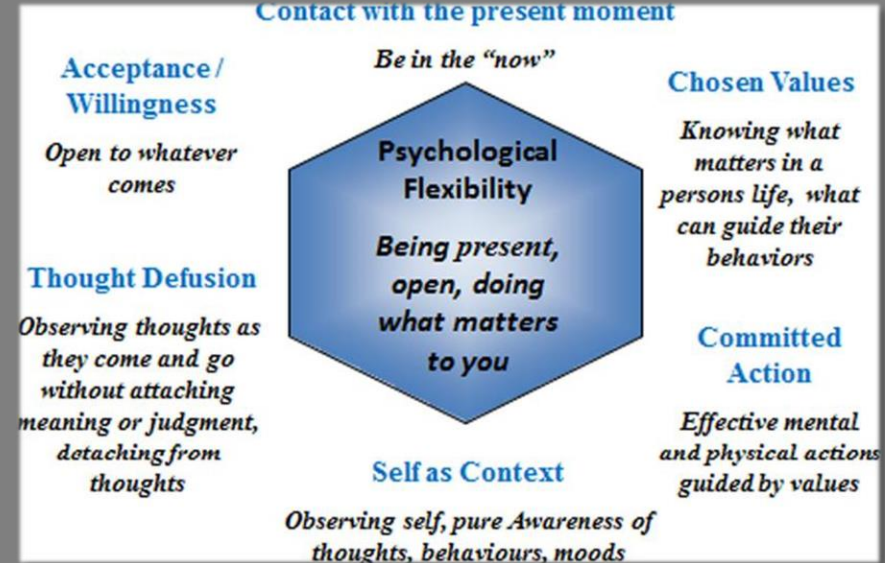 Contact with the present moment
Be in the “now”
Acceptance/
Willingness
Open to whatever
comes
Chosen Values
Knowing what
matters in a
persons life, what
can guide their
behaviors
Psychological
Flexibility
Being present,
open, doing
what matters
to you
Thought Defusion
Observing thoughts as
they come and go
without attaching
meaning or judgment,
detaching from
thoughts
Committed
Action
Effective mental
and physical actions
guided by values
Self as Context
Observing self, pure Awareness of
thoughts, behaviours, moods